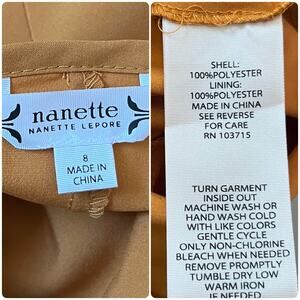 nanette
NANETTE LEPORE
8
MADE IN
CHINA
SHELL:
100%POLYESTER
LINING:
100%POLYESTER
MADE IN CHINA
SEE REVERSE
FOR CARE
RN 103715
TURN GARMENT
INSIDE OUT
MACHINE WASH OR
HAND WASH COLD
WITH LIKE COLORS
GENTLE CYCLE
ONLY NON-CHLORINE
BLEACH WHEN NEEDED
REMOVE PROMPTLY
TUMBLE DRY LOW
WARM IRON
IF NEEDED